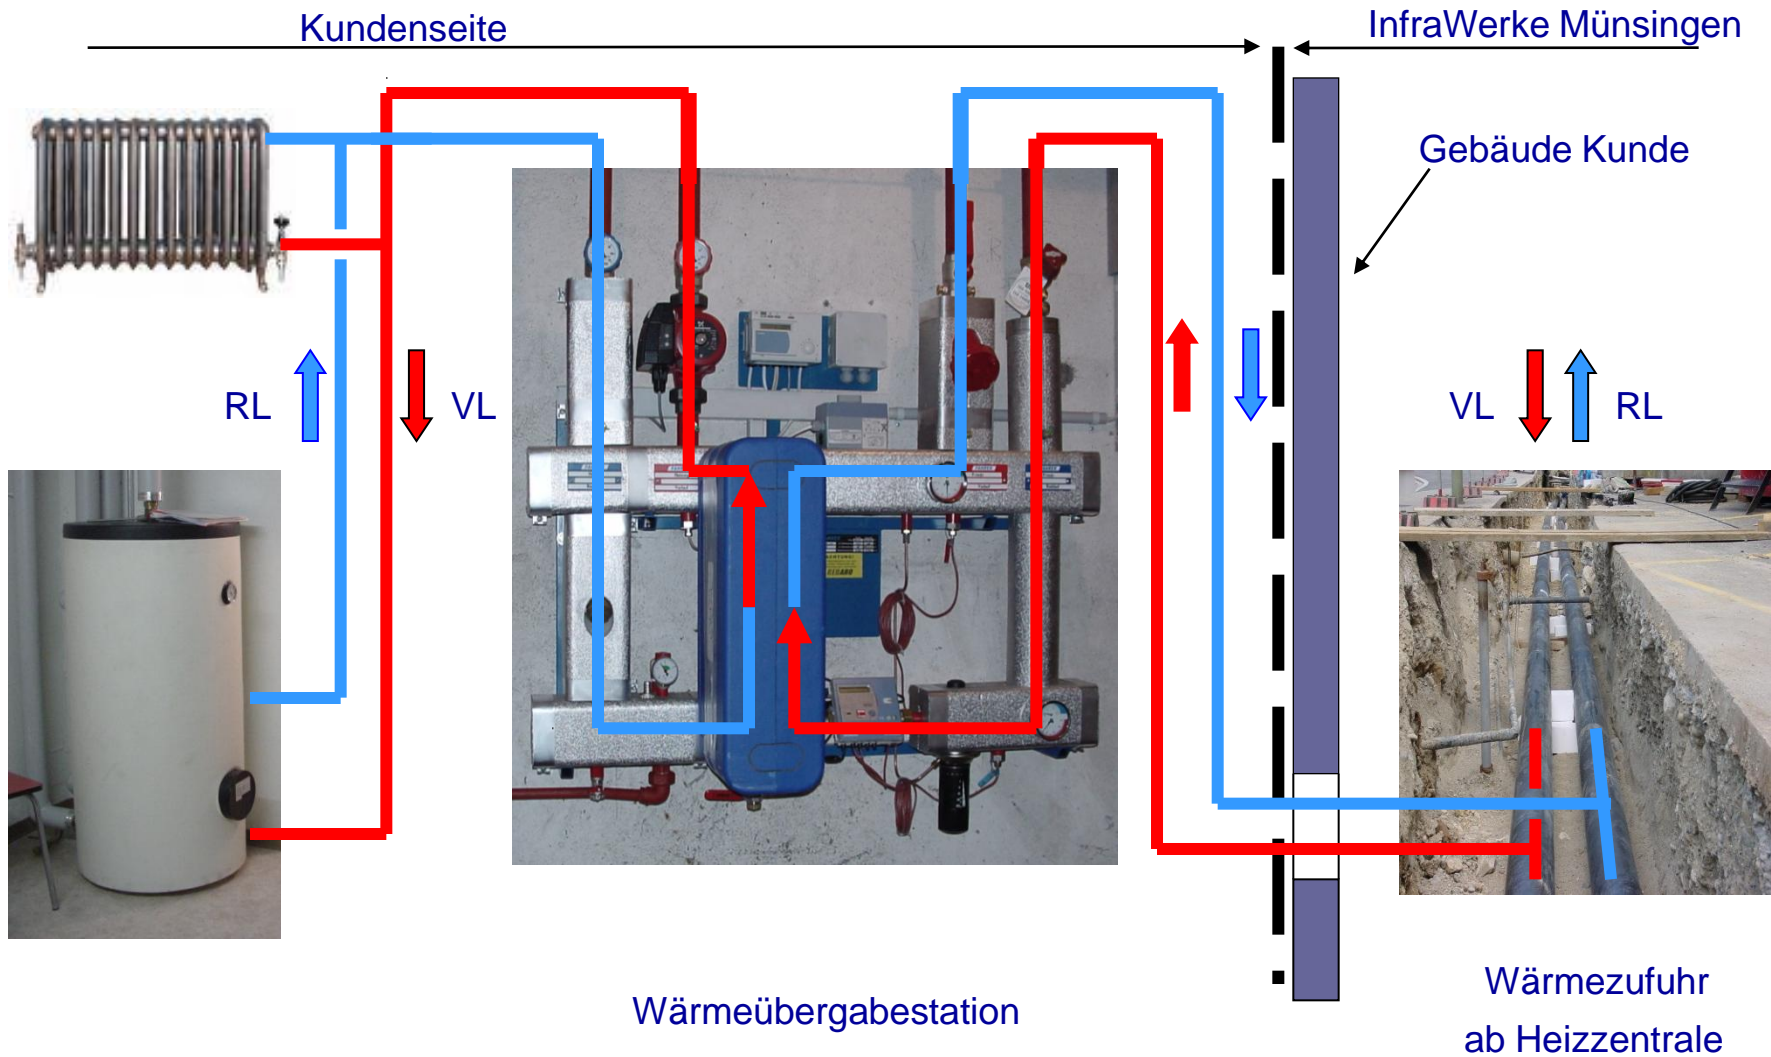 Kundenseite
InfraWerke Münsingen
Gebäude Kunde
RL
VL
VL
RL
Wärmeübergabestation
Wärmezufuhr
ab Heizzentrale